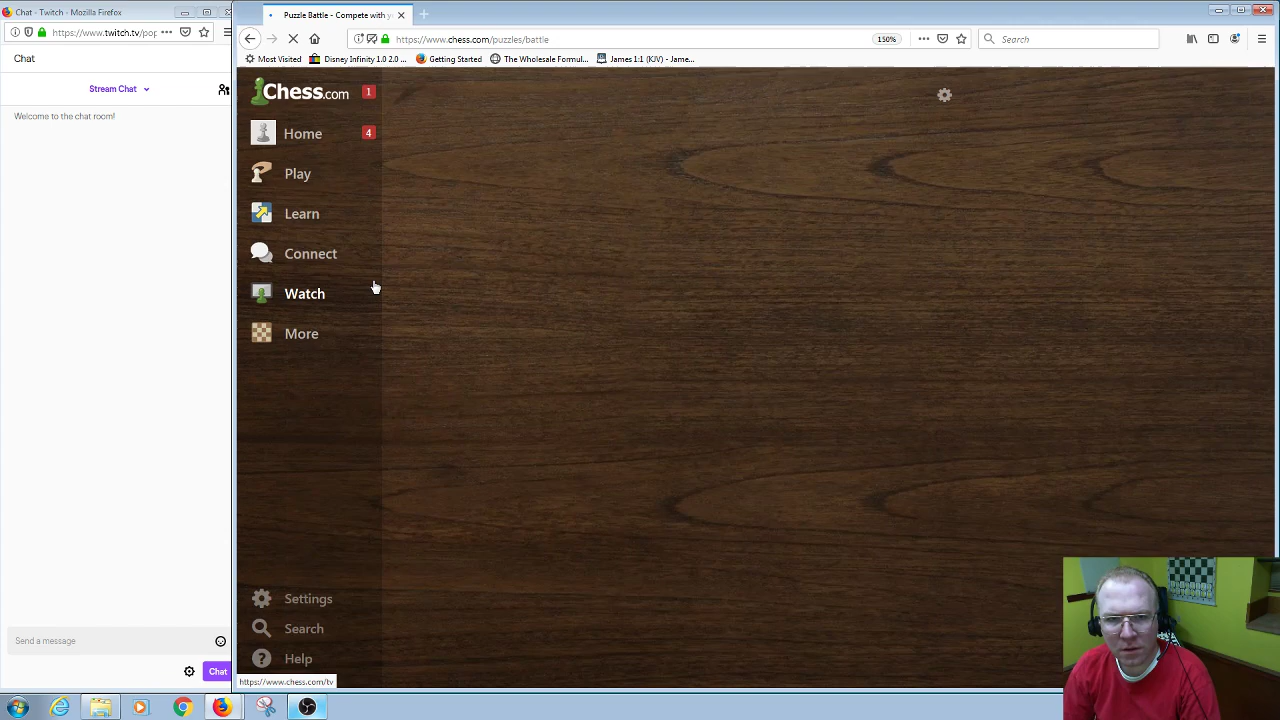 Chat - Twitch - Mozilla Firefox
https://www.twitch.tv/pop
Chat
Stream Chat
Welcome to the chat room!
Send a message
Chat
Puzzle Battle - Compete with y
https://www.chess.com/puzzles/battle
150%
Search
Most Visited
Disney Infinity 1.0 2.0 ...
Getting Started
The Wholesale Formul...
James 1:1 (KJV) - Jame...
Chess.com
1
Home
4
Play
Learn
Connect
Watch
More
Settings
Search
Help
https://www.chess.com/tv